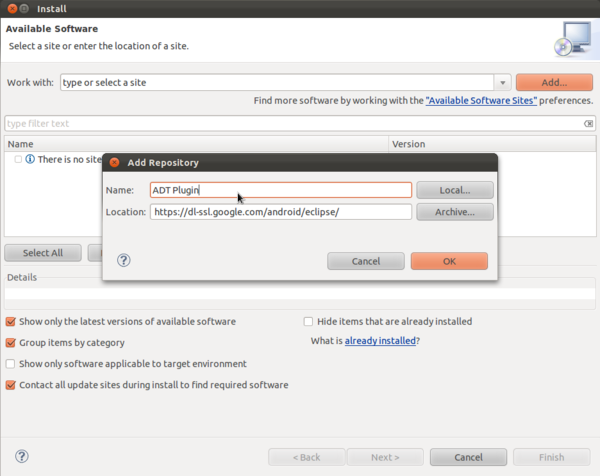 Install
Available Software
Select a site or enter the location of a site.
Work with: type or select a site Add...
Find more software by working with the "Available Software Sites" preferences.
type filter text
Name Version
There is no site
Add Repository
Name: ADT Plugin Local...
Location: https://dl-ssl.google.com/android/eclipse/ Archive...
Cancel OK
Select All
Details
Show only the latest versions of available software Hide items that are already installed
Group items by category What is already installed?
Show only software applicable to target environment
Contact all update sites during install to find required software
< Back Next > Cancel Finish